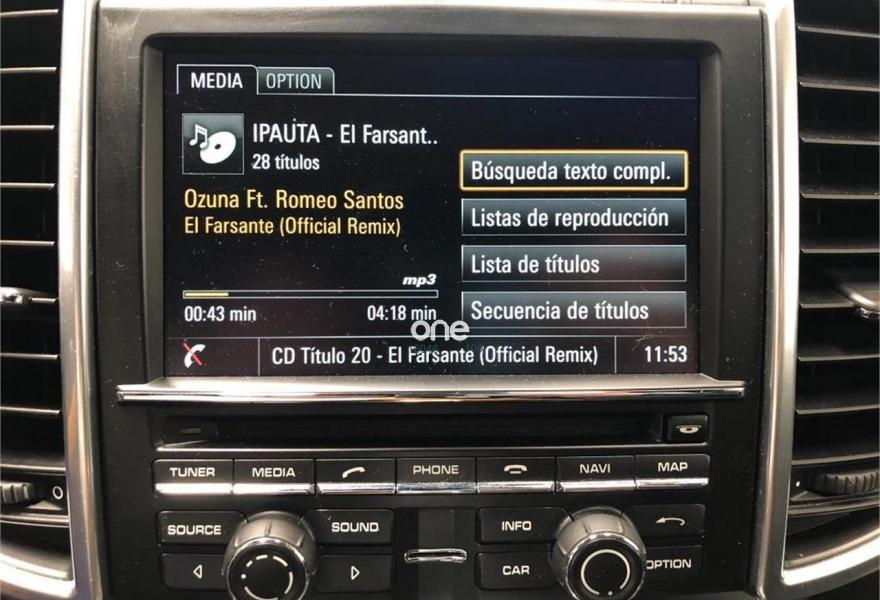 MEDIA OPTION
IPAUTA - El Farsant..
28 títulos
Ozuna Ft. Romeo Santos
El Farsante (Official Remix)
Búsqueda texto compl.
Listas de reproducción
Lista de títulos
Secuencia de títulos
mp3
00:43 min 04:18 min
one
CD Título 20 - El Farsante (Official Remix) 11:53
TUNER MEDIA PHONE NAVI MAP
SOURCE SOUND INFO
CAR OPTION